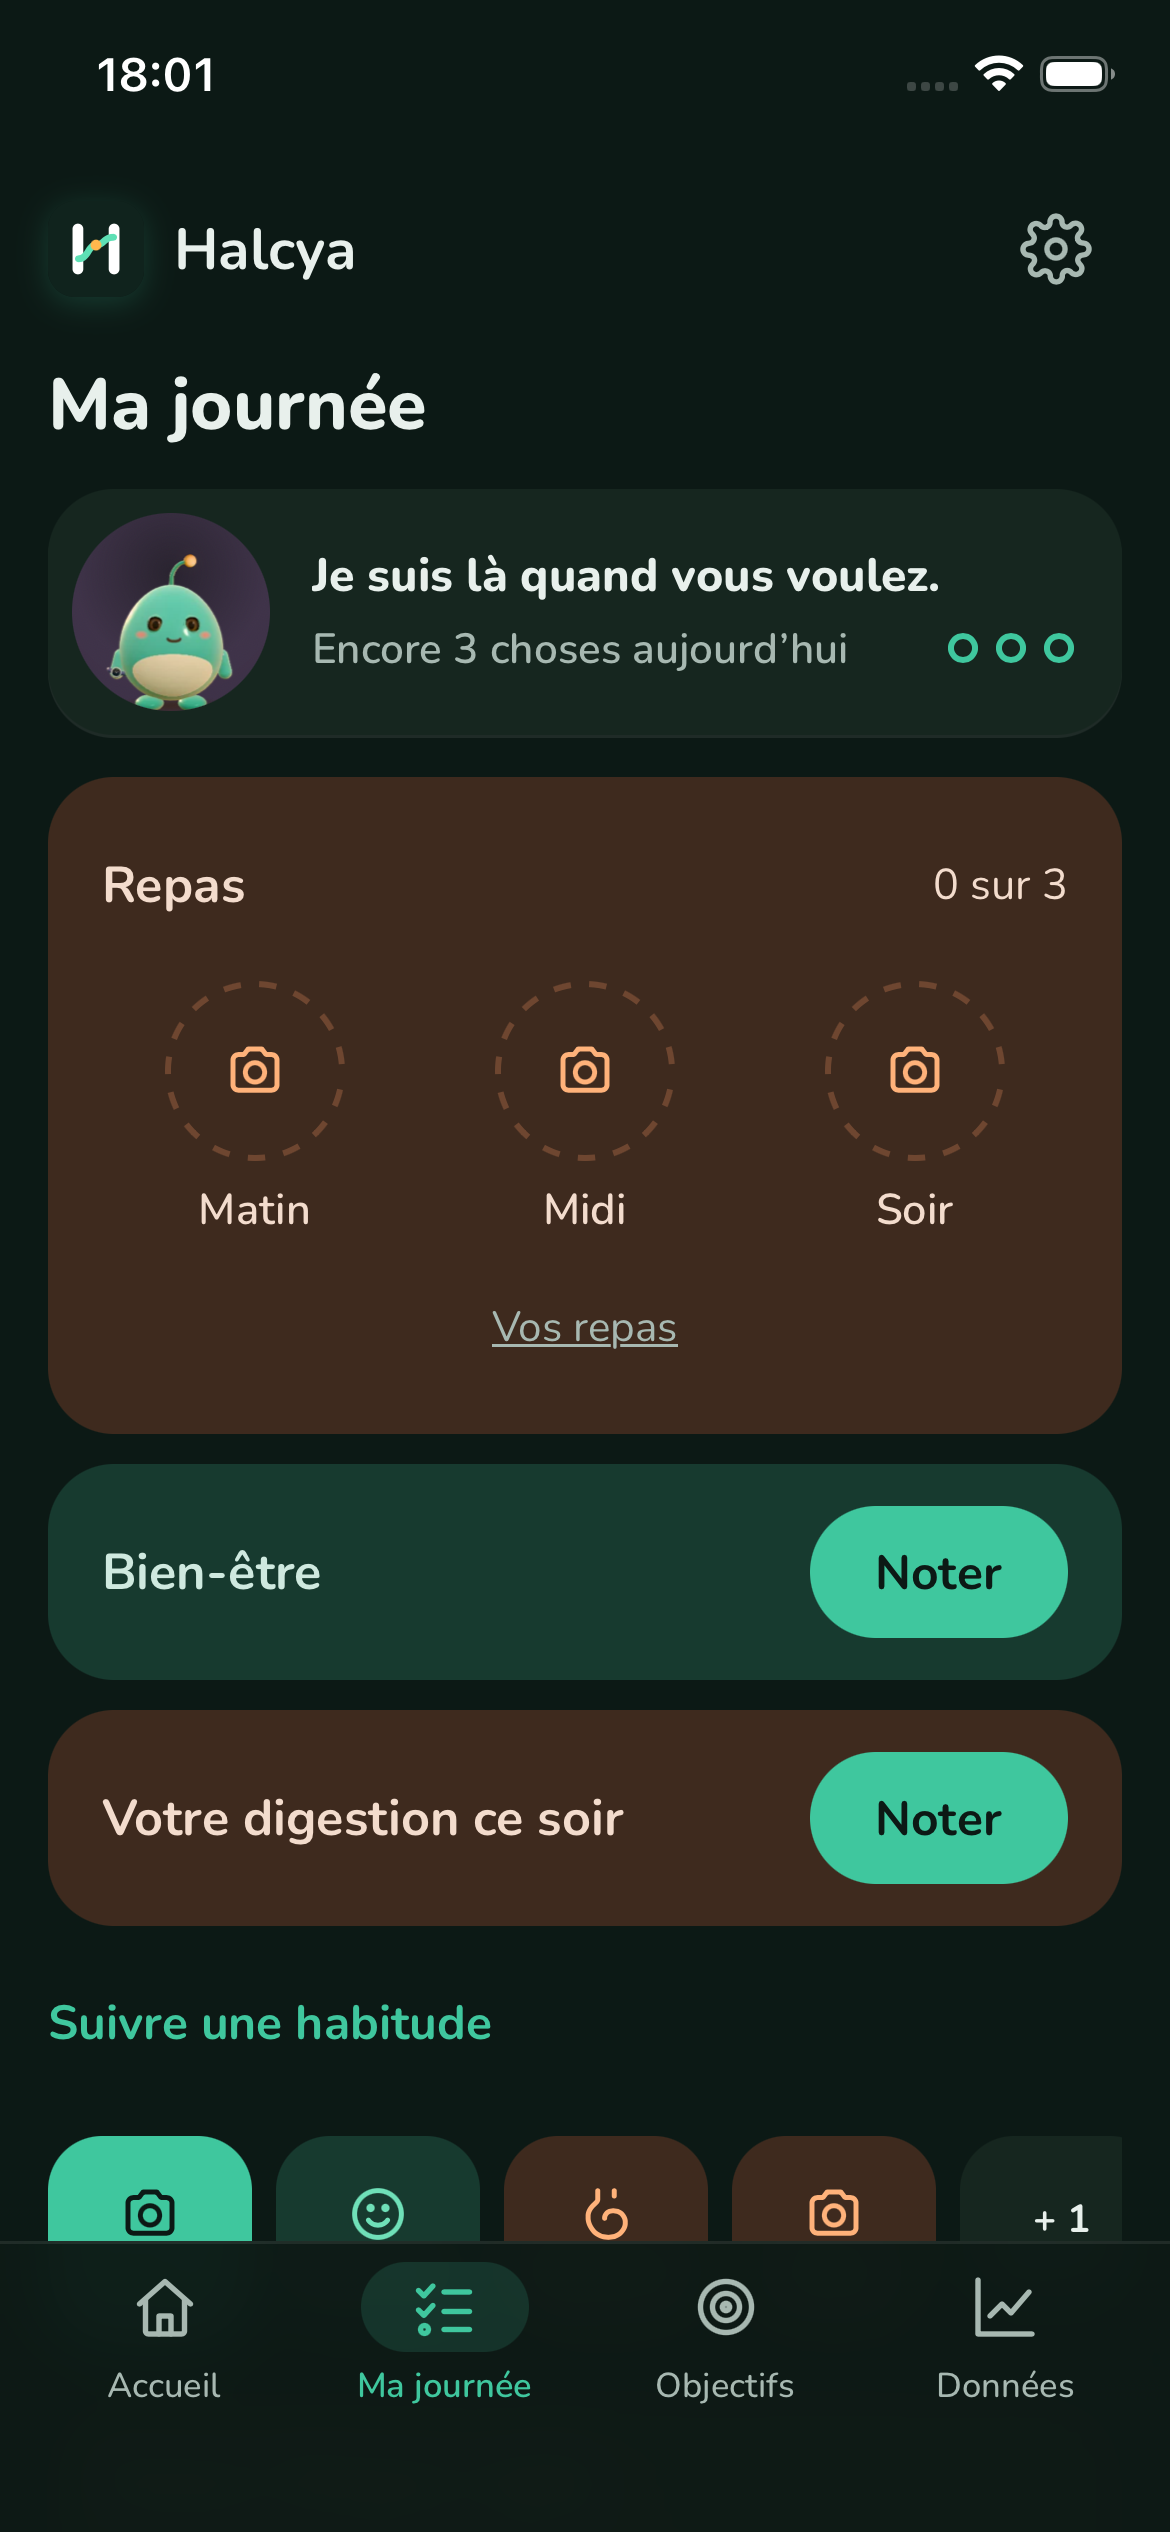 18:01
Halcya
Ma journée
Je suis là quand vous voulez.
Encore 3 choses aujourd’hui
Repas
0 sur 3
Matin
Midi
Soir
Vos repas
Bien-être
Noter
Votre digestion ce soir
Noter
Suivre une habitude
+ 1
Accueil
Ma journée
Objectifs
Données